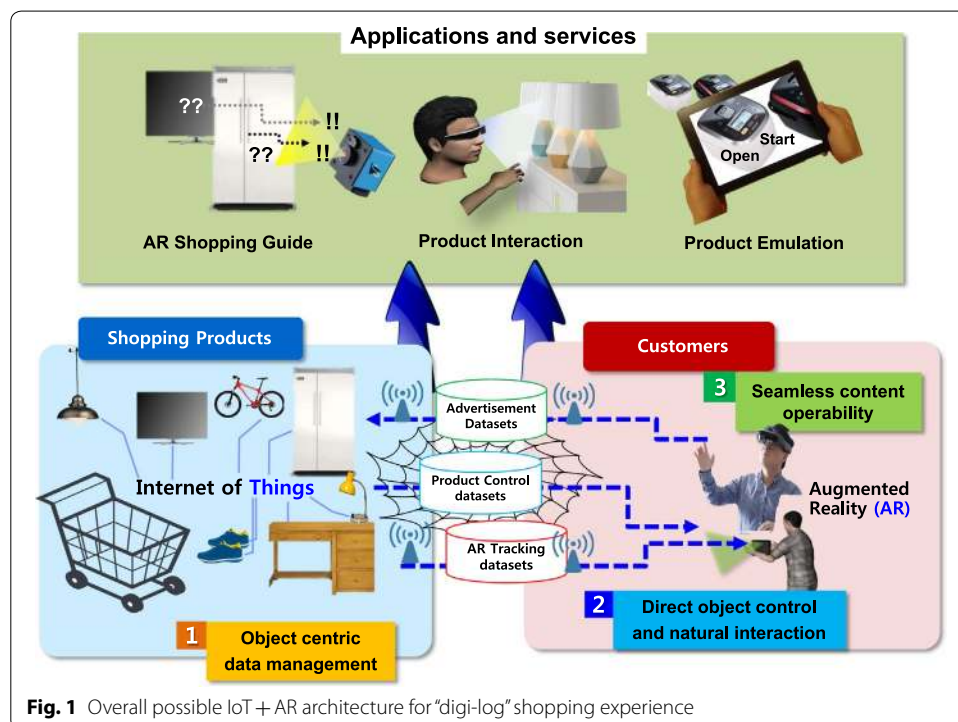 Applications and services
??
!!
??
!!
Start
Open
AR Shopping Guide
Product Interaction
Product Emulation
Shopping Products
Customers
3
Seamless content
operability
Advertisement
Datasets
Internet of Things
Product Control
datasets
Augmented
Reality (AR)
AR Tracking
datasets
1
Object centric
data management
2
Direct object control
and natural interaction
Fig. 1 Overall possible IoT + AR architecture for “digi-log” shopping experience